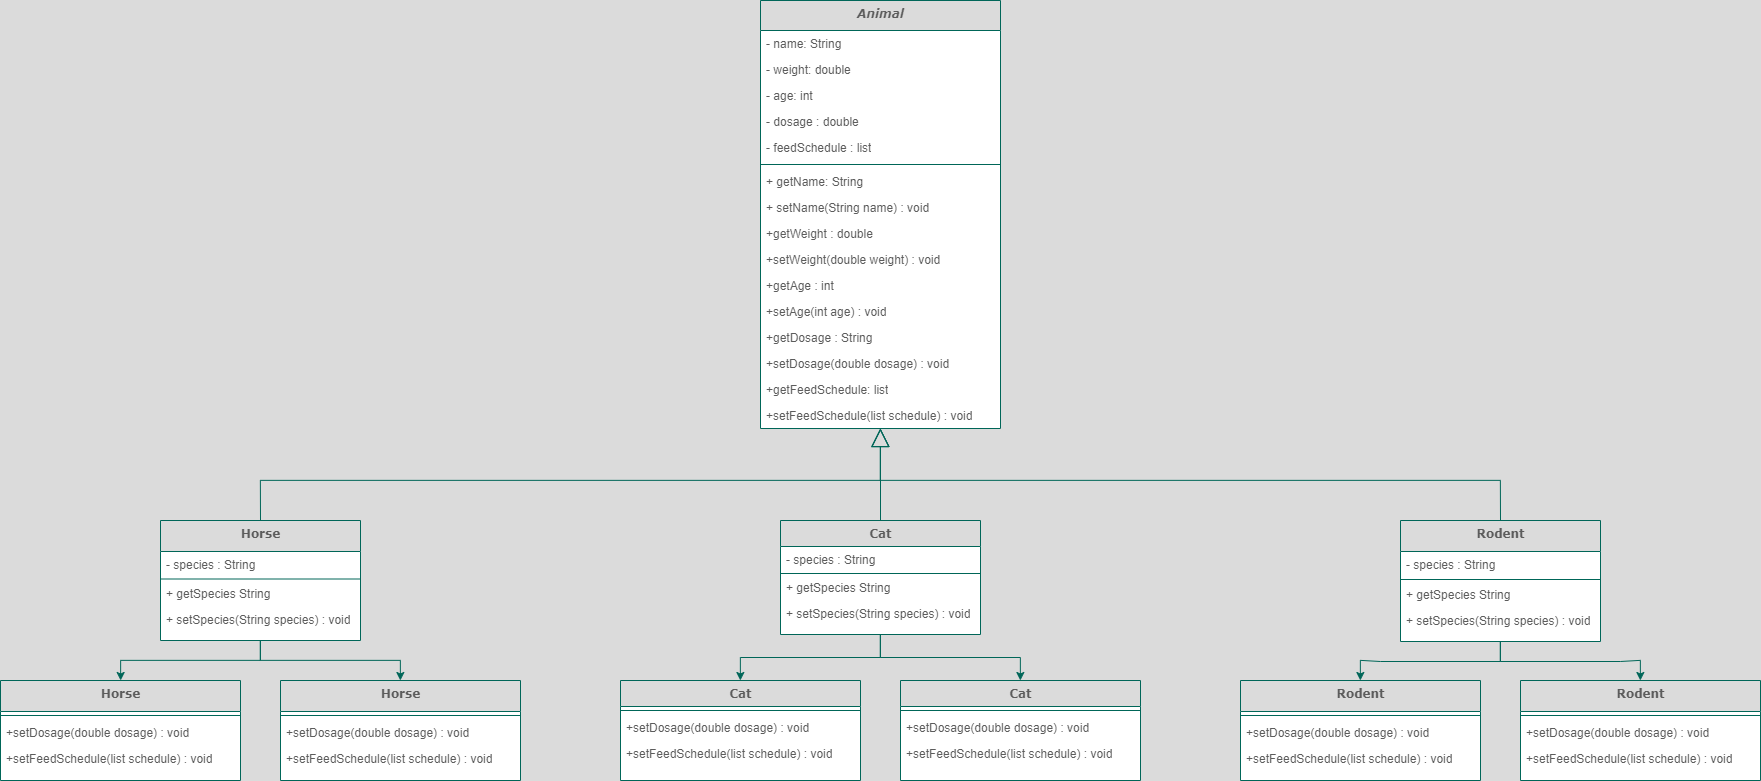 Animal
- name: String
- weight: double
- age: int
- dosage : double
- feedSchedule : list
+ getName: String
+ setName(String name) : void
+getWeight : double
+setWeight(double weight) : void
+getAge : int
+setAge(int age) : void
+getDosage : String
+setDosage(double dosage) : void
+getFeedSchedule: list
+setFeedSchedule(list schedule) : void
Horse
- species : String
+ getSpecies String
+ setSpecies(String species) : void
Cat
- species : String
+ getSpecies String
+ setSpecies(String species) : void
Rodent
- species : String
+ getSpecies String
+ setSpecies(String species) : void
Horse
+setDosage(double dosage) : void
+setFeedSchedule(list schedule) : void
Horse
+setDosage(double dosage) : void
+setFeedSchedule(list schedule) : void
Cat
+setDosage(double dosage) : void
+setFeedSchedule(list schedule) : void
Cat
+setDosage(double dosage) : void
+setFeedSchedule(list schedule) : void
Rodent
+setDosage(double dosage) : void
+setFeedSchedule(list schedule) : void
Rodent
+setDosage(double dosage) : void
+setFeedSchedule(list schedule) : void